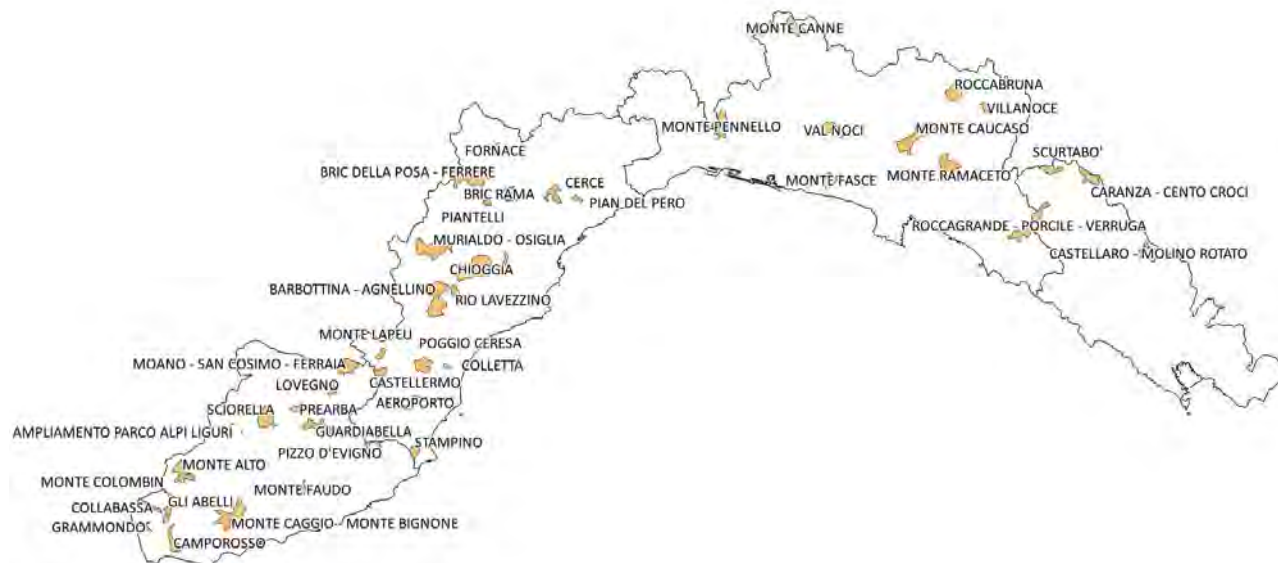 MONTE CANNE
ROCCABRUNA
VILLANOCE
MONTE PENNELLO
VAL NOCI
MONTE CAUCASO
FORNACE
SCURTABO'
BRIC DELLA POSA - FERRERE
CERCE
MONTE FASCE
MONTE RAMACETO
CARANZA - CENTO CROCI
BRIC RAMA
PIAN DEL PERO
PIANTELLI
ROCCAGRANDE - PORCILE - VERRUGA
MURIALDO - OSIGLIA
CASTELLARO - MOLINO ROTATO
CHIOGGIA
BARBOTTINA - AGNELLINO
RIO LAVEZZINO
MONTE LAPEU
POGGIO CERESA
MOANO - SAN COSIMO - FERRAIA
COLLETTA
LOVEGNO
CASTELLERMO
AEROPORTO
SCIORELLA
PREARBA
AMPLIAMENTO PARCO ALPI LIGURI
GUARDIABELLA
STAMPINO
PIZZO D'EVIGNO
MONTE ALTO
MONTE COLOMBIN
MONTE FAUDO
GLI ABELLI
COLLABASSA
GRAMMONDO
MONTE CAGGIO - MONTE BIGNONE
CAMPOROSSO